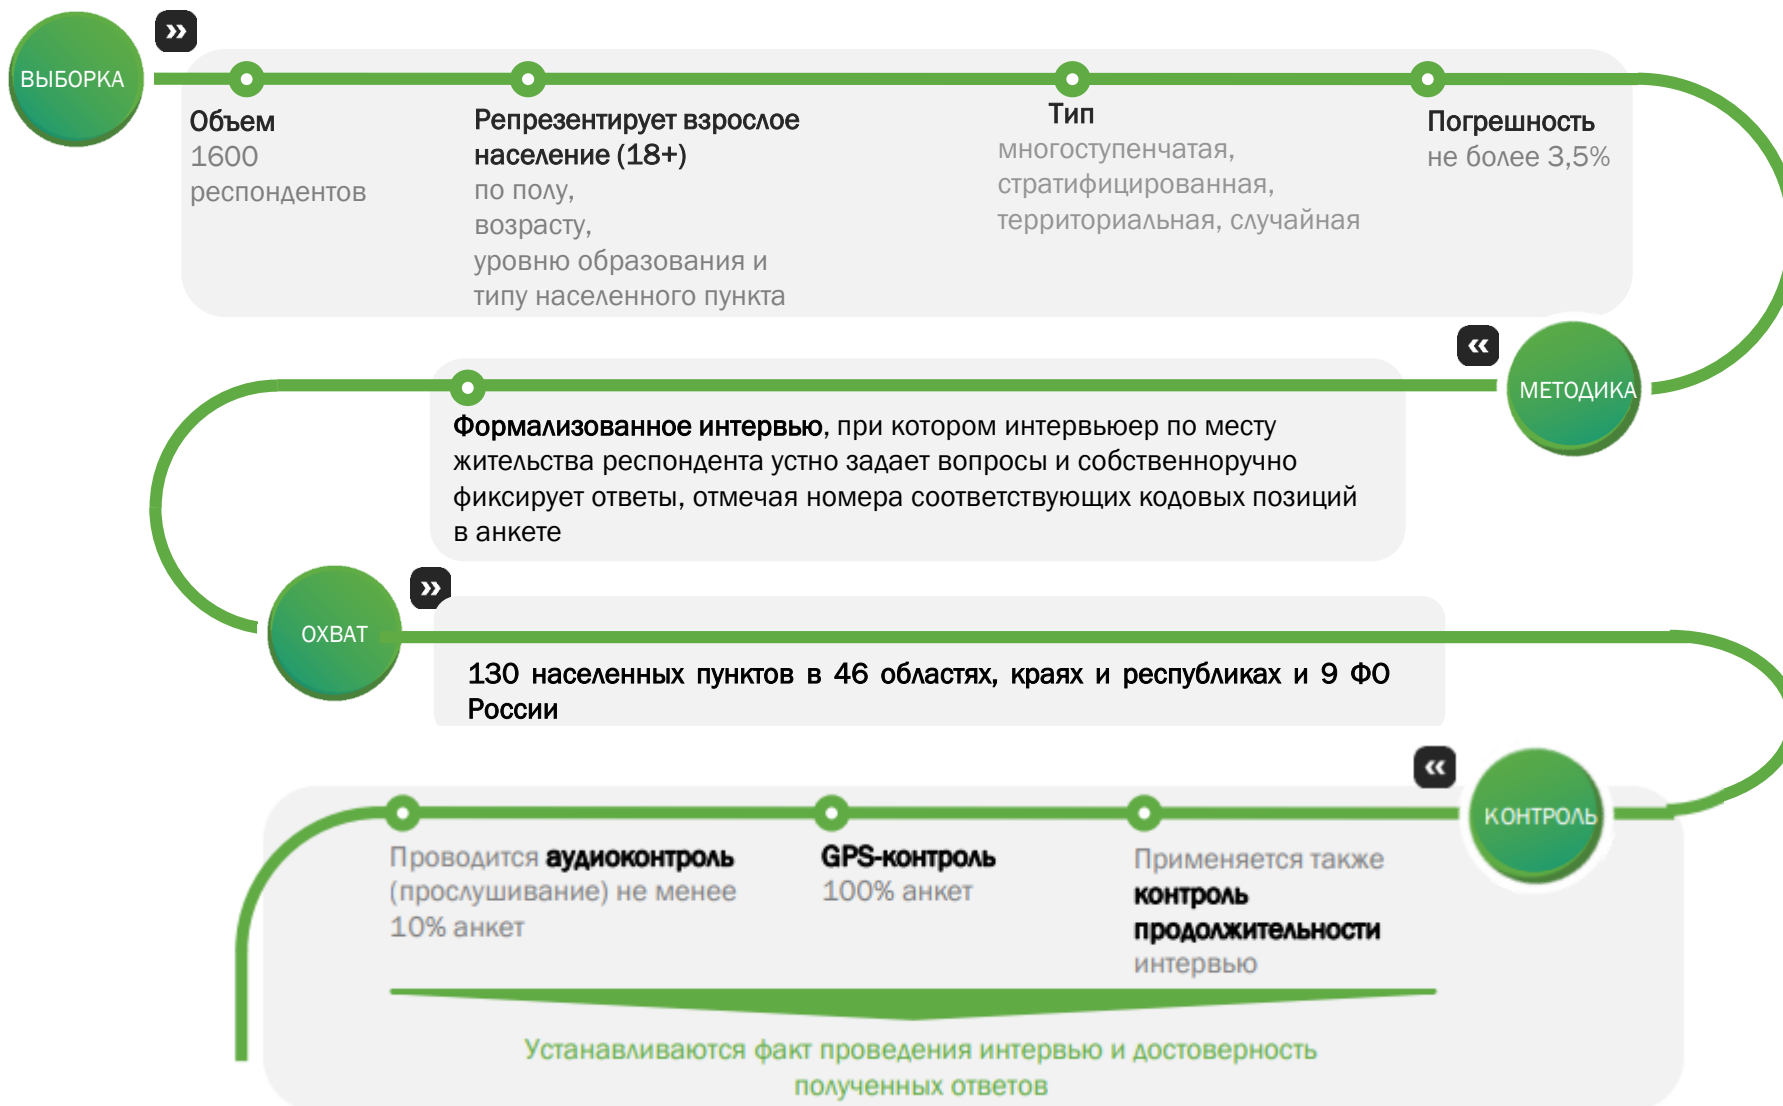 ВЫБОРКА
»
Объем
1600
респондентов
Репрезентирует взрослое
население (18+)
по полу,
возрасту,
уровню образования и
типу населенного пункта
Тип
многоступенчатая,
стратифицированная,
территориальная, случайная
Погрешность
не более 3,5%
«
МЕТОДИКА
Формализованное интервью, при котором интервьюер по месту
жительства респондента устно задает вопросы и собственноручно
фиксирует ответы, отмечая номера соответствующих кодовых позиций
в анкете
ОХВАТ
»
130 населенных пунктов в 46 областях, краях и республиках и 9 ФО
России
«
КОНТРОЛЬ
Проводится аудиоконтроль
(прослушивание) не менее
10% анкет
GPS-контроль
100% анкет
Применяется также
контроль
продолжительности
интервью
Устанавливаются факт проведения интервью и достоверность
полученных ответов